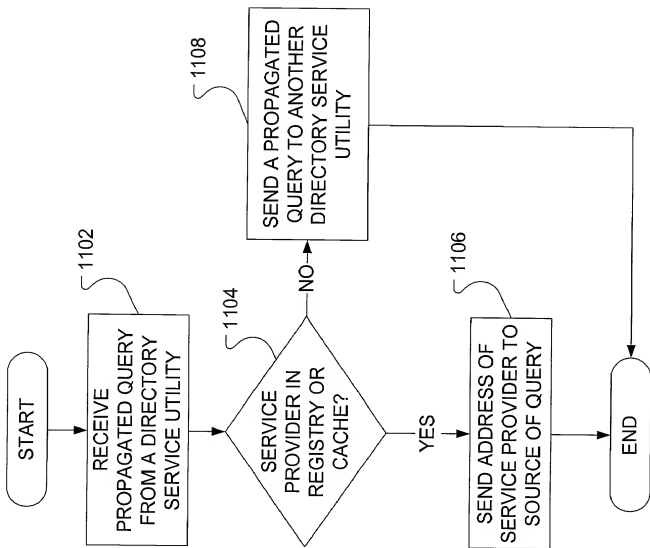 START
1102
RECEIVE
PROPAGATED QUERY
FROM A DIRECTORY
SERVICE UTILITY
1104
SERVICE
PROVIDER IN
REGISTRY OR
CACHE?
NO
1108
SEND A PROPAGATED
QUERY TO ANOTHER
DIRECTORY SERVICE
UTILITY
YES
1106
SEND ADDRESS OF
SERVICE PROVIDER TO
SOURCE OF QUERY
END